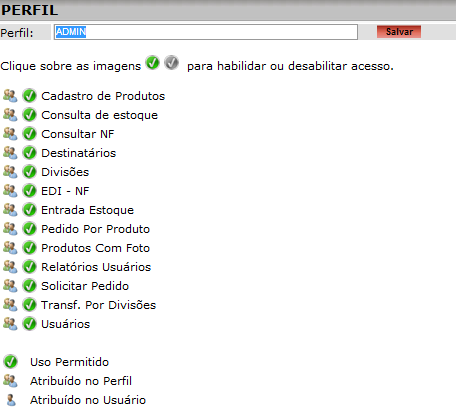 PERFIL
Perfil: ADMIN Salvar
Clique sobre as imagens para habilidar ou desabilitar acesso.
Cadastro de Produtos
Consulta de estoque
Consultar NF
Destinatários
Divisões
EDI - NF
Entrada Estoque
Pedido Por Produto
Produtos Com Foto
Relatórios Usuários
Solicitar Pedido
Transf. Por Divisões
Usuários
Uso Permitido
Atribuído no Perfil
Atribuído no Usuário